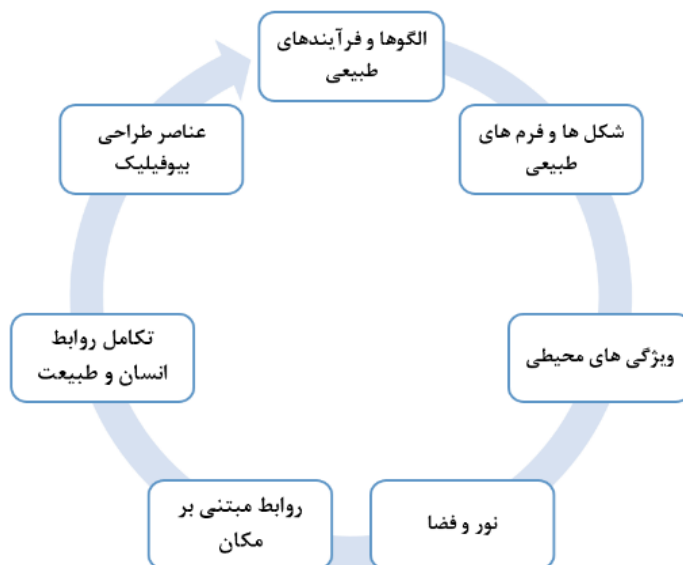 الگوها و فرآیندهای
طبیعی
شکل ها و فرم های
طبیعی
ویژگی های محیطی
نور و فضا
روابط مبتنی بر
مکان
تکامل روابط
انسان و طبیعت
عناصر طراحی
بیوفیلیک